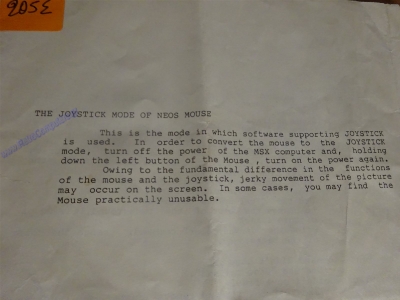 2053
THE JOYSTICK MODE OF NEOS MOUSE
This is the mode in which software supporting JOYSTICK
is used. In order to convert the mouse to the JOYSTICK
mode, turn off the power of the MSX computer and, holding
down the left button of the Mouse , turn on the power again.
Owing to the fundamental difference in the functions
of the mouse and the joystick, jerky movement of the picture
may occur on the screen. In some cases, you may find the
Mouse practically unusable.